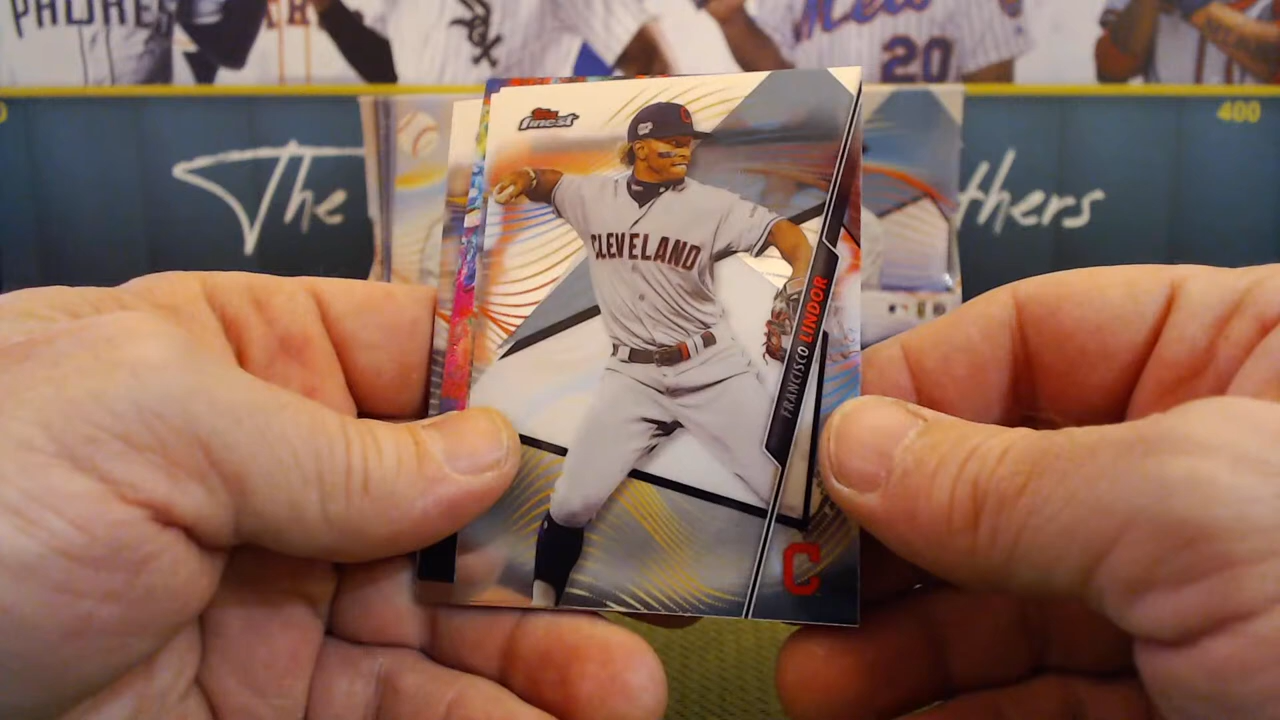 PADRES
Mets
20
400
The
thers
Topps
finest
C
CLEVELAND
FRANCISCO LINDOR
C